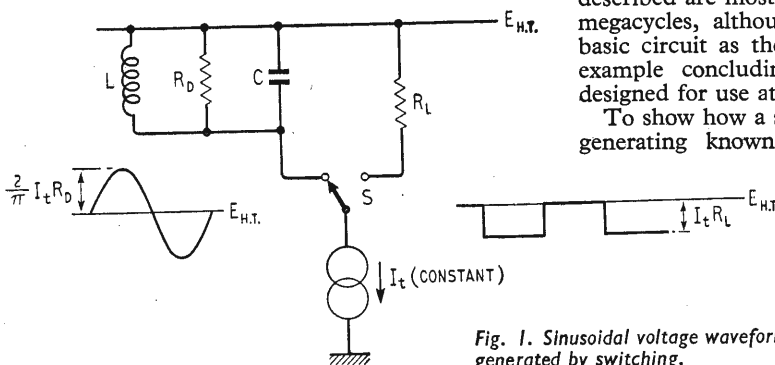 described are most
megacycles, althou
basic circuit as the
example concludin
designed for use at
To show how a s
generating known
E H.T.
L
R D
C
R L
S
2/π I t R D
E H.T.
I t (CONSTANT)
E H.T.
I t R L
Fig. 1. Sinusoidal voltage waveform
generated by switching.